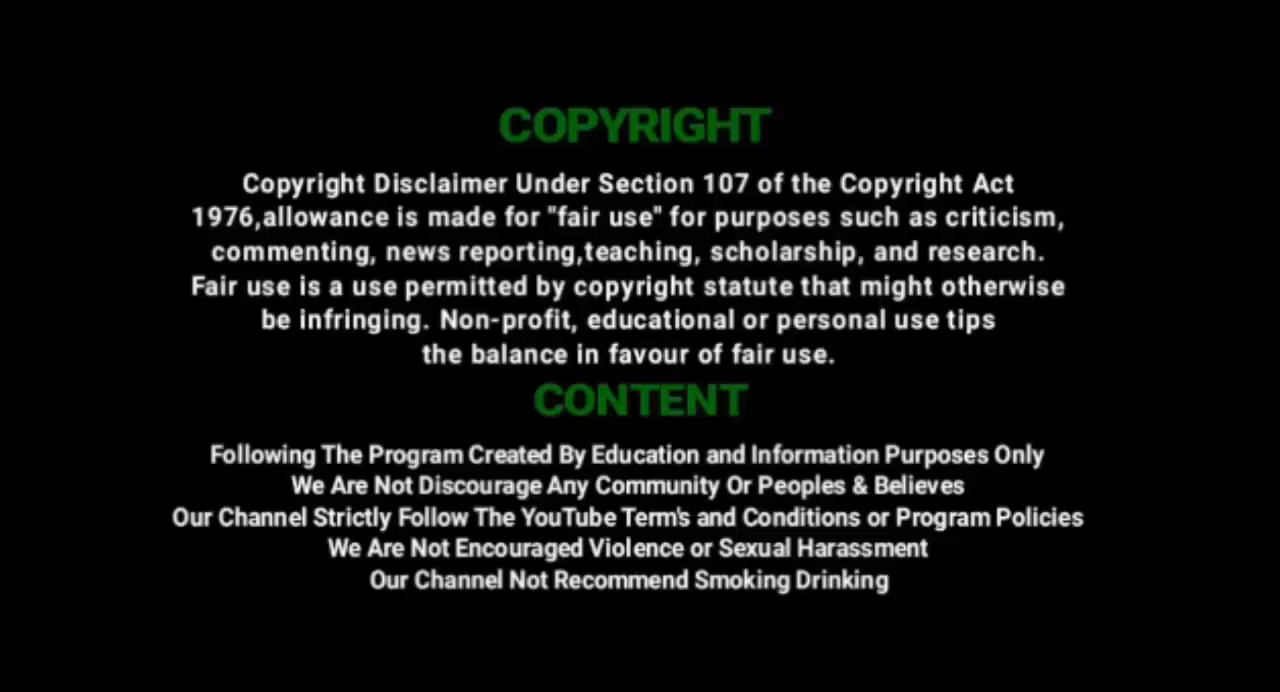 COPYRIGHT
Copyright Disclaimer Under Section 107 of the Copyright Act
1976,allowance is made for "fair use" for purposes such as criticism,
commenting, news reporting,teaching, scholarship, and research.
Fair use is a use permitted by copyright statute that might otherwise
be infringing. Non-profit, educational or personal use tips
the balance in favour of fair use.
CONTENT
Following The Program Created By Education and Information Purposes Only
We Are Not Discourage Any Community Or Peoples & Believes
Our Channel Strictly Follow The YouTube Term's and Conditions or Program Policies
We Are Not Encouraged Violence or Sexual Harassment
Our Channel Not Recommend Smoking Drinking